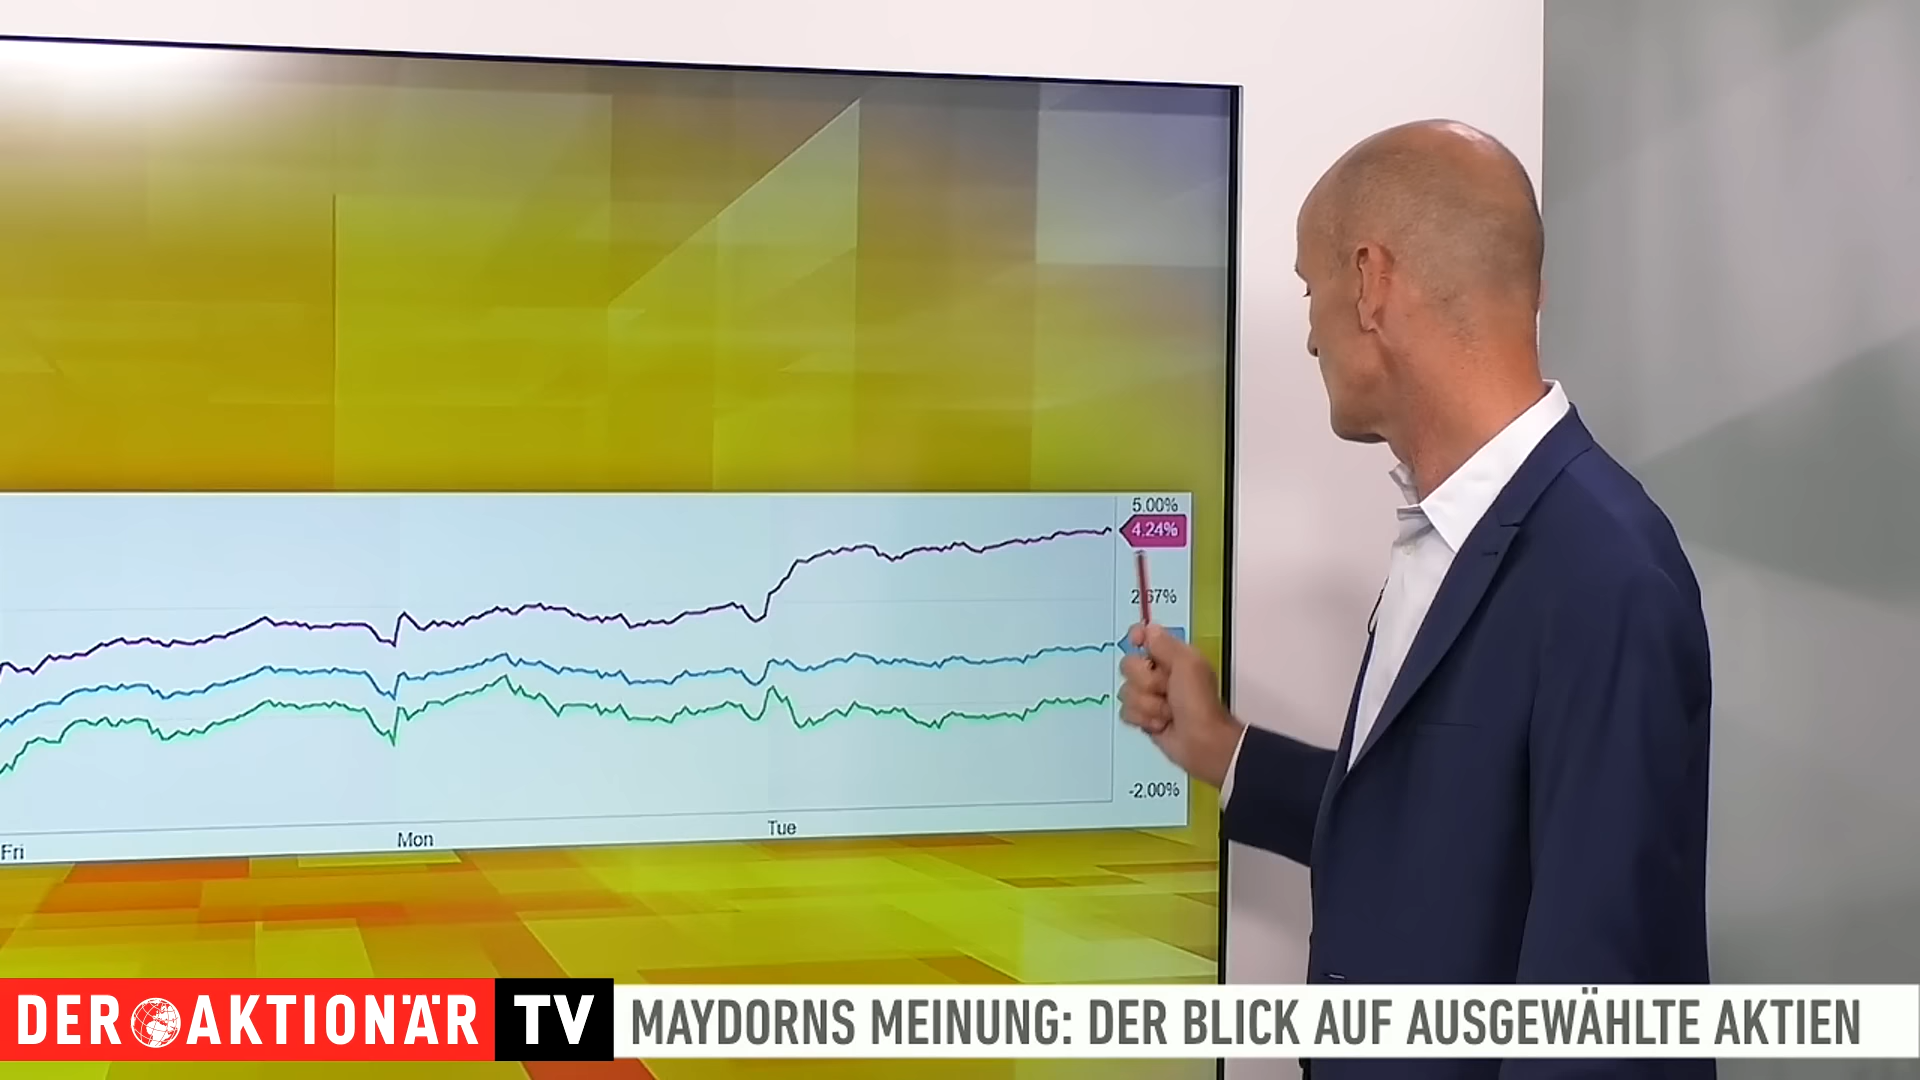 5.00%
4.24%
2.67%
-2.00%
Fri
Mon
Tue
DER AKTIONÄR TV
MAYDORNS MEINUNG: DER BLICK AUF AUSGEWÄHLTE AKTIEN